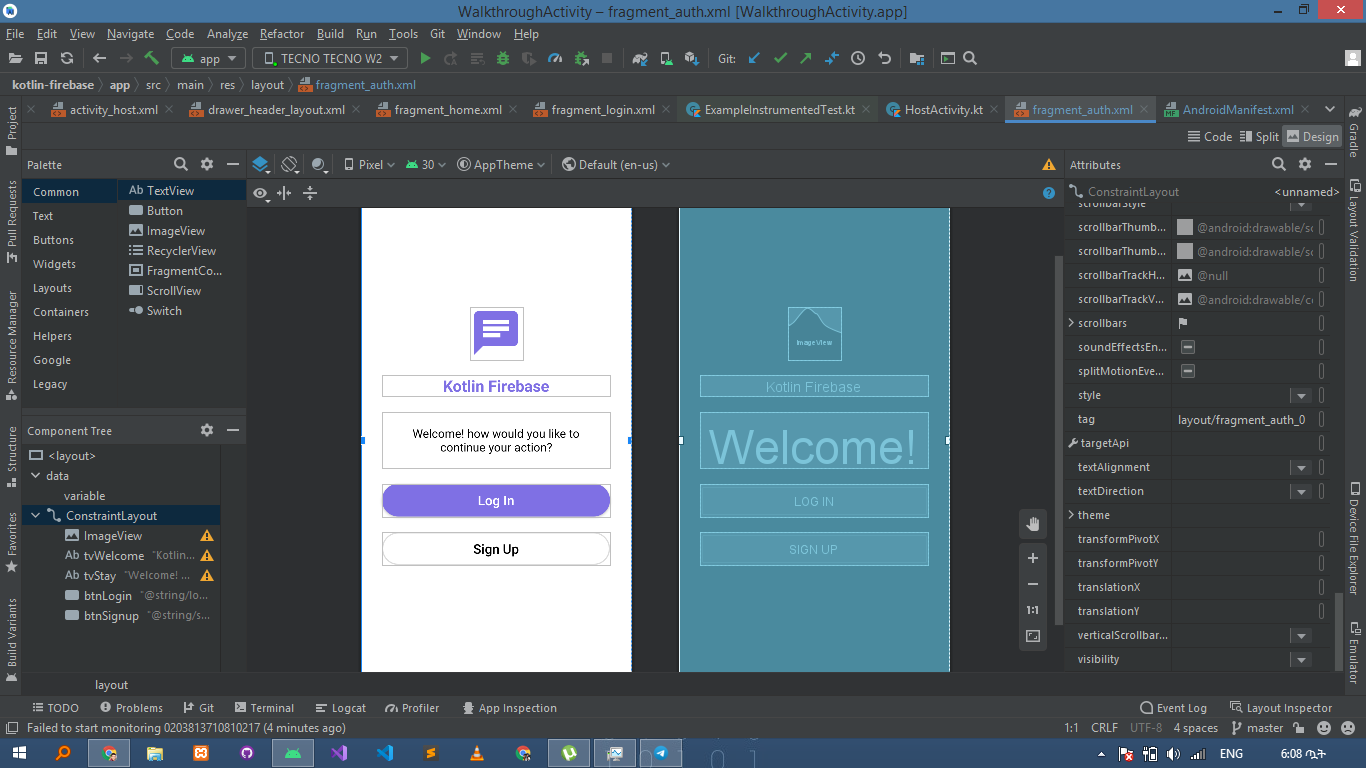 WalkthroughActivity – fragment_auth.xml [WalkthroughActivity.app]
File Edit View Navigate Code Analyze Refactor Build Run Tools Git Window Help
app TECNO TECNO W2 Git:
kotlin-firebase app src main res layout fragment_auth.xml
activity_host.xml drawer_header_layout.xml fragment_home.xml fragment_login.xml ExampleInstrumentedTest.kt HostActivity.kt fragment_auth.xml AndroidManifest.xml
Code Split Design
Project
Pull Requests
Resource Manager
Structure
Favorites
Build Variants
Palette
Common
Text
Buttons
Widgets
Layouts
Containers
Helpers
Google
Legacy
Ab TextView
Button
ImageView
RecyclerView
FragmentCo...
ScrollView
Switch
Component Tree
<layout>
data
variable
ConstraintLayout
ImageView
Ab tvWelcome "Kotlin...
Ab tvStay "Welcome! ...
btnLogin "@string/lo...
btnSignup "@string/s...
Pixel 30 AppTheme Default (en-us)
Kotlin Firebase
Welcome! how would you like to
continue your action?
Log In
Sign Up
ImageView
Kotlin Firebase
Welcome!
LOG IN
SIGN UP
1:1
Attributes
ConstraintLayout <unnamed>
scrollbarStyle
scrollbarThumb... @android:drawable/sc
scrollbarThumb... @android:drawable/sc
scrollbarTrackH... @null
scrollbarTrackV... @android:drawable/co
scrollbars
soundEffectsEn...
splitMotionEve...
style
tag layout/fragment_auth_0
targetApi
textAlignment
textDirection
theme
transformPivotX
transformPivotY
translationX
translationY
verticalScrollbar...
visibility
Gradle
Layout Validation
Device File Explorer
Emulator
layout
TODO Problems Git Terminal Logcat Profiler App Inspection Event Log Layout Inspector
Failed to start monitoring 0203813710810217 (4 minutes ago) 1:1 CRLF UTF-8 4 spaces master
ENG 6:08 ጧት